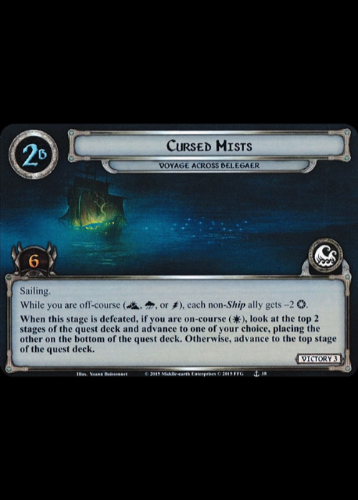 2B
CURSED MISTS
VOYAGE ACROSS BELEGAER
6
Sailing.
While you are off-course (, , or ), each non-Ship ally gets –2 .
When this stage is defeated, if you are on-course (), look at the top 2
stages of the quest deck and advance to one of your choice, placing the
other on the bottom of the quest deck. Otherwise, advance to the top stage
of the quest deck.
VICTORY 3
Illus.
© 2015 Middle-earth Enterprises © 2015 FFG